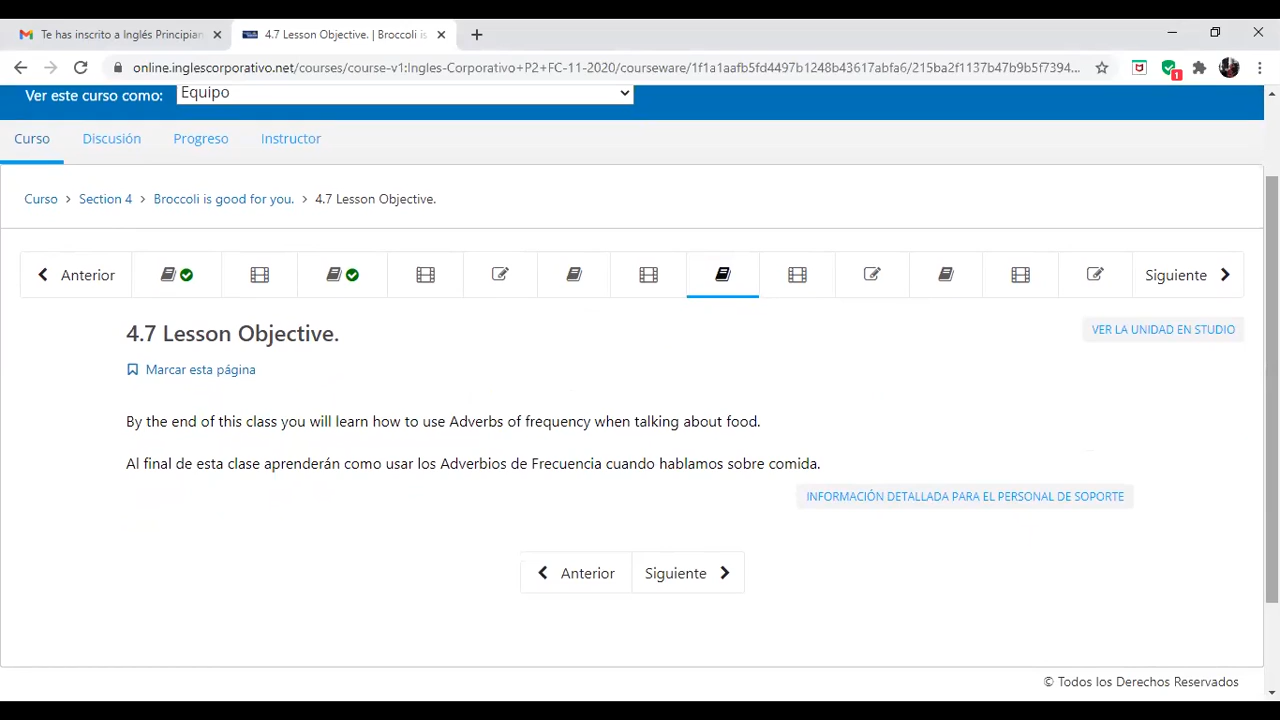 Te has inscrito a Inglés Principian
4.7 Lesson Objective. | Broccoli is
online.inglescorporativo.net/courses/course-v1:Ingles-Corporativo+P2+FC-11-2020/courseware/1f1a1aafb5fd4497b1248b43617abfa6/215ba2f1137b47b9b5f7394...
1
Ver este curso como: Equipo
Curso Discusión Progreso Instructor
Curso > Section 4 > Broccoli is good for you. > 4.7 Lesson Objective.
Anterior Siguiente
4.7 Lesson Objective.
VER LA UNIDAD EN STUDIO
Marcar esta página
By the end of this class you will learn how to use Adverbs of frequency when talking about food.
Al final de esta clase aprenderán como usar los Adverbios de Frecuencia cuando hablamos sobre comida.
INFORMACIÓN DETALLADA PARA EL PERSONAL DE SOPORTE
Anterior Siguiente
© Todos los Derechos Reservados